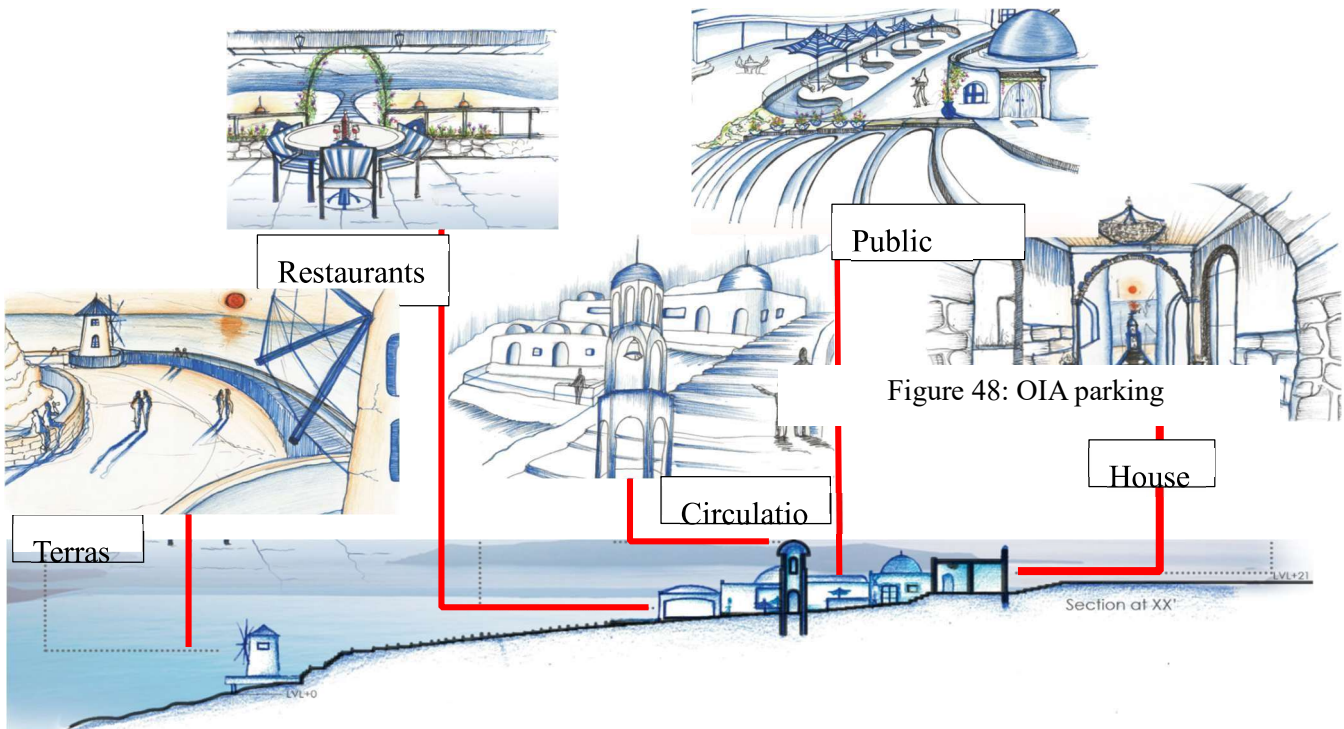 Public
Restaurants
Figure 48: OIA parking
House
Circulatio
Terras
LVL+21
Section at XX'
LVL+0